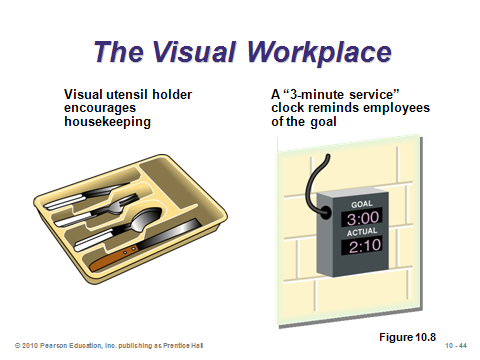 The Visual Workplace
Visual utensil holder
encourages
housekeeping
A “3-minute service”
clock reminds employees
of the goal
GOAL
3:00
ACTUAL
2:10
Figure 10.8
© 2010 Pearson Education, Inc. publishing as Prentice Hall
10 - 44